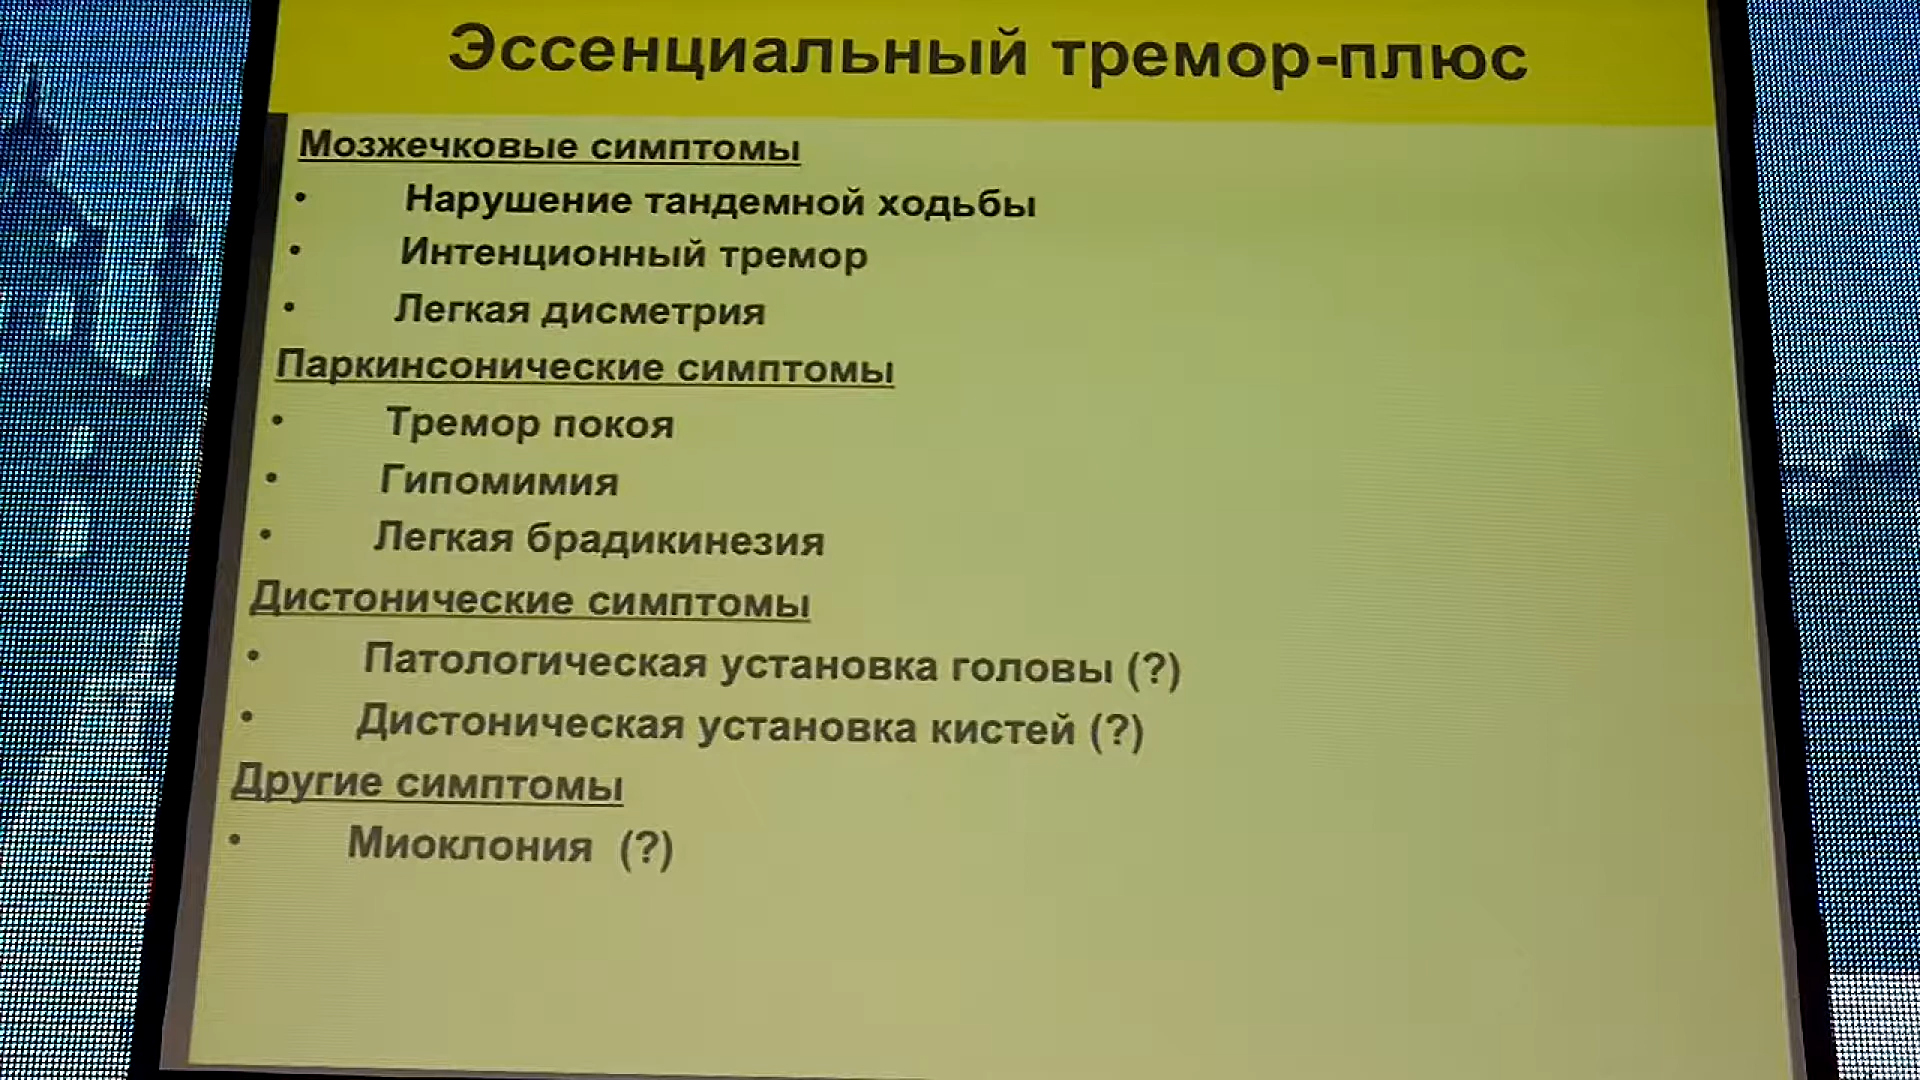 Эссенциальный тремор-плюс
Мозжечковые симптомы
• Нарушение тандемной ходьбы
• Интенционный тремор
• Легкая дисметрия
Паркинсонические симптомы
• Тремор покоя
• Гипомимия
• Легкая брадикинезия
Дистонические симптомы
• Патологическая установка головы (?)
• Дистоническая установка кистей (?)
Другие симптомы
• Миоклония (?)